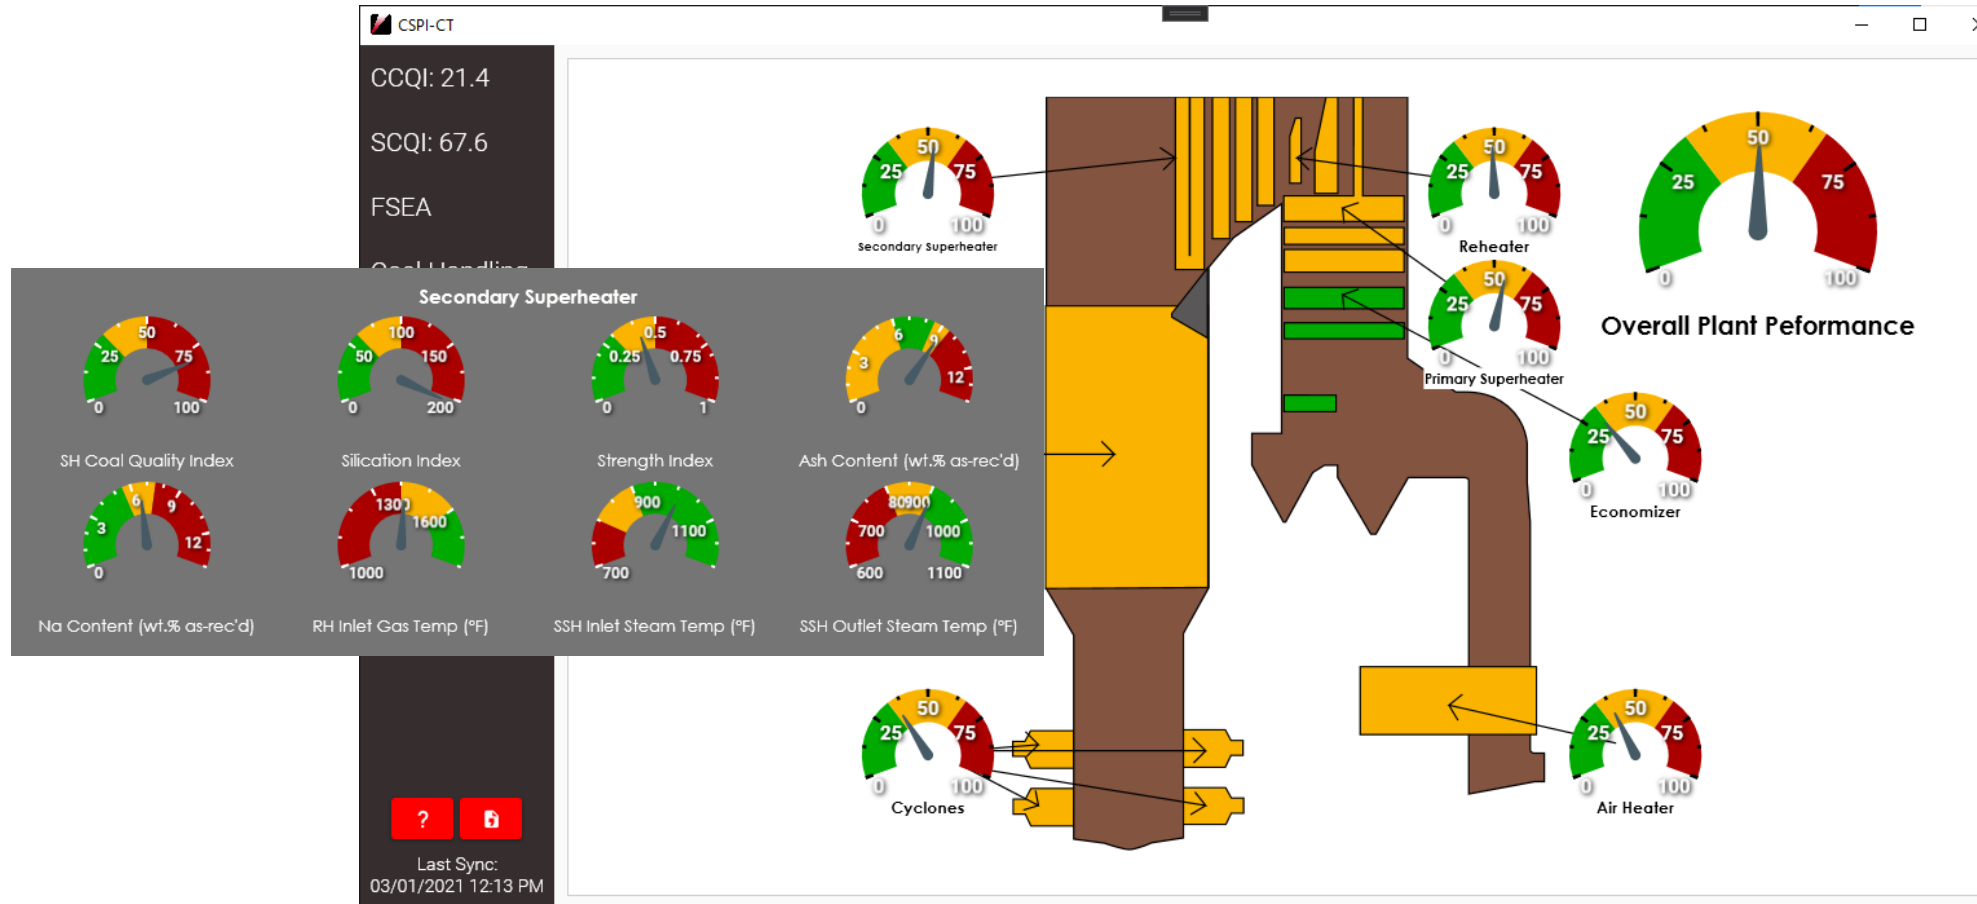 CSPI-CT
CCQI: 21.4
SCQI: 67.6
FSEA
Coal Handling
Secondary Superheater
0 25 50 75 100
SH Coal Quality Index
0 50 100 150 200
Silication Index
0 0.25 0.5 0.75 1
Strength Index
0 3 6 9 12
Ash Content (wt.% as-rec'd)
0 3 6 9 12
Na Content (wt.% as-rec'd)
1000 1300 1600
RH Inlet Gas Temp (°F)
700 900 1100
SSH Inlet Steam Temp (°F)
600 700 800 900 1000 1100
SSH Outlet Steam Temp (°F)
0 25 50 75 100
Secondary Superheater
0 25 50 75 100
Reheater
0 25 50 75 100
Primary Superheater
0 25 50 75 100
Overall Plant Peformance
0 25 50 75 100
Economizer
0 25 50 75 100
Cyclones
0 25 50 75 100
Air Heater
?
Last Sync:
03/01/2021 12:13 PM